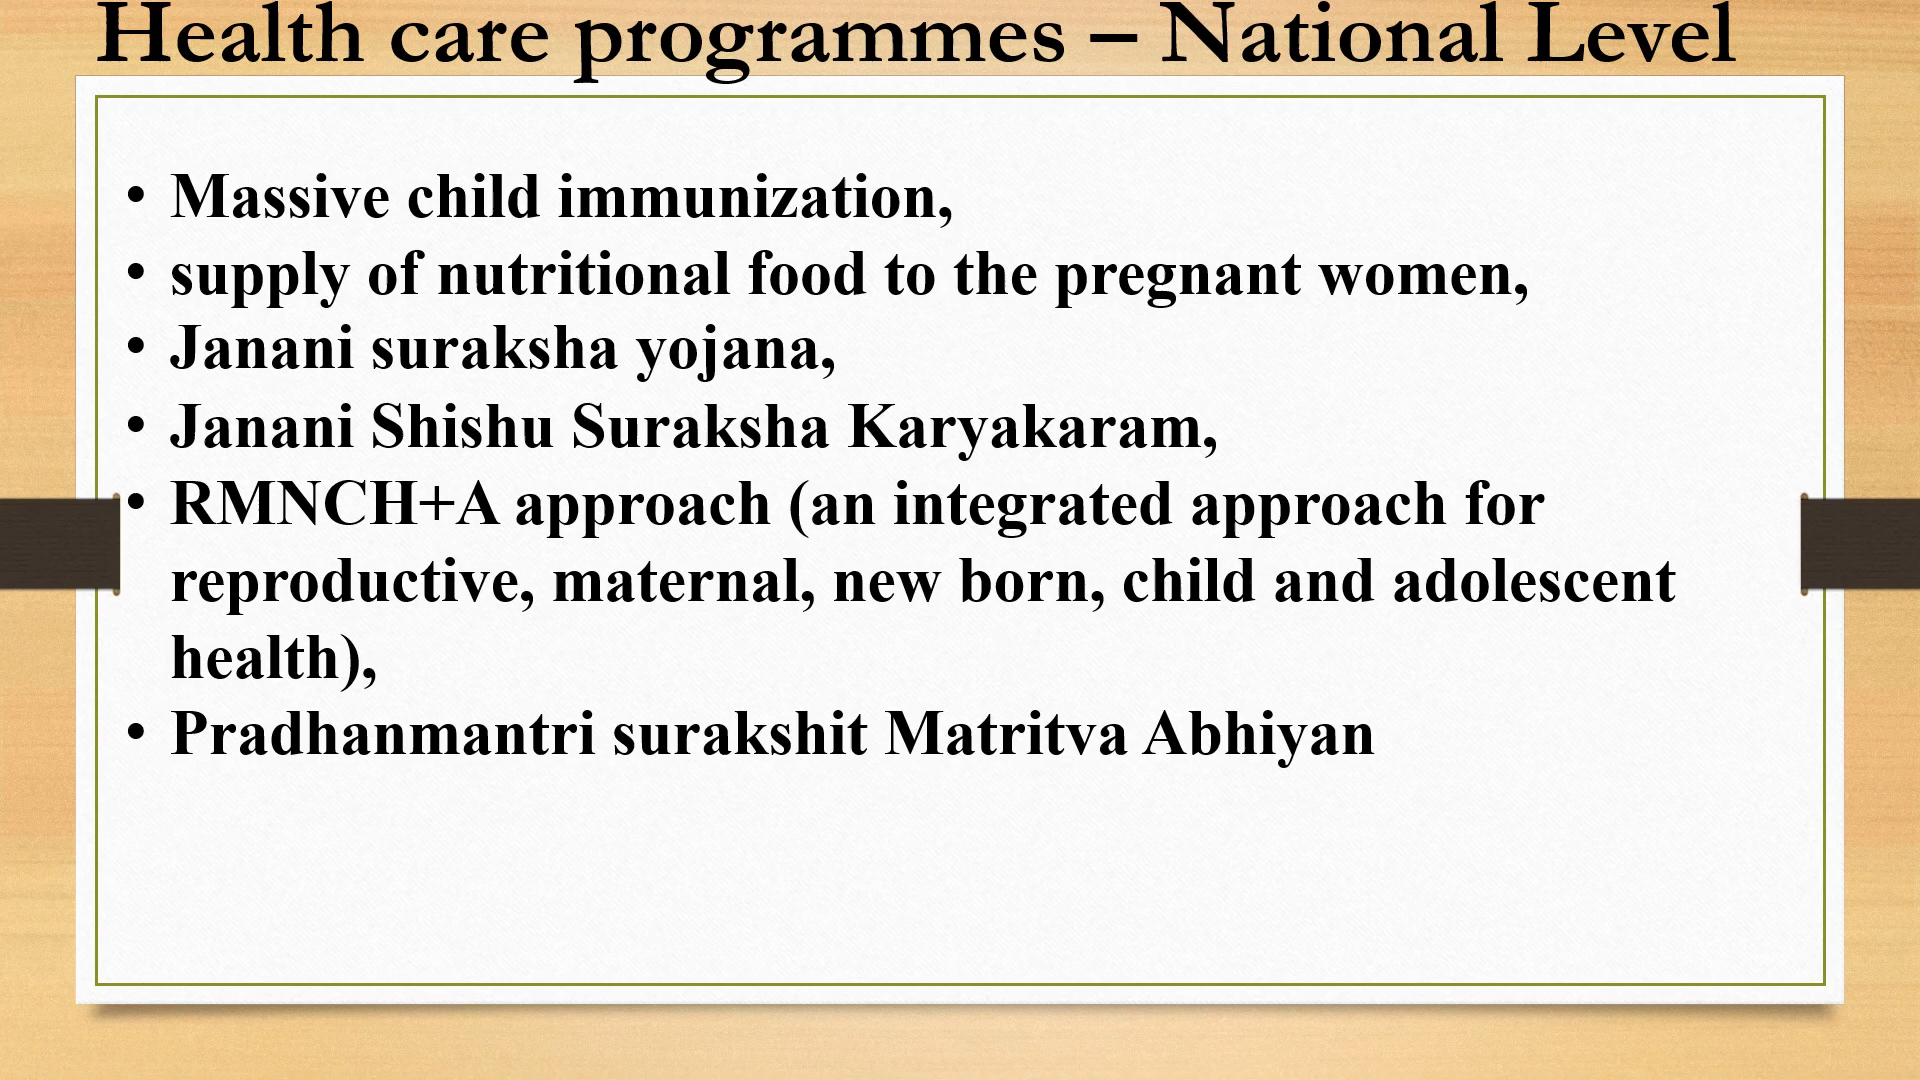 Health care programmes – National Level
• Massive child immunization,
• supply of nutritional food to the pregnant women,
• Janani suraksha yojana,
• Janani Shishu Suraksha Karyakaram,
• RMNCH+A approach (an integrated approach for
reproductive, maternal, new born, child and adolescent
health),
• Pradhanmantri surakshit Matritva Abhiyan